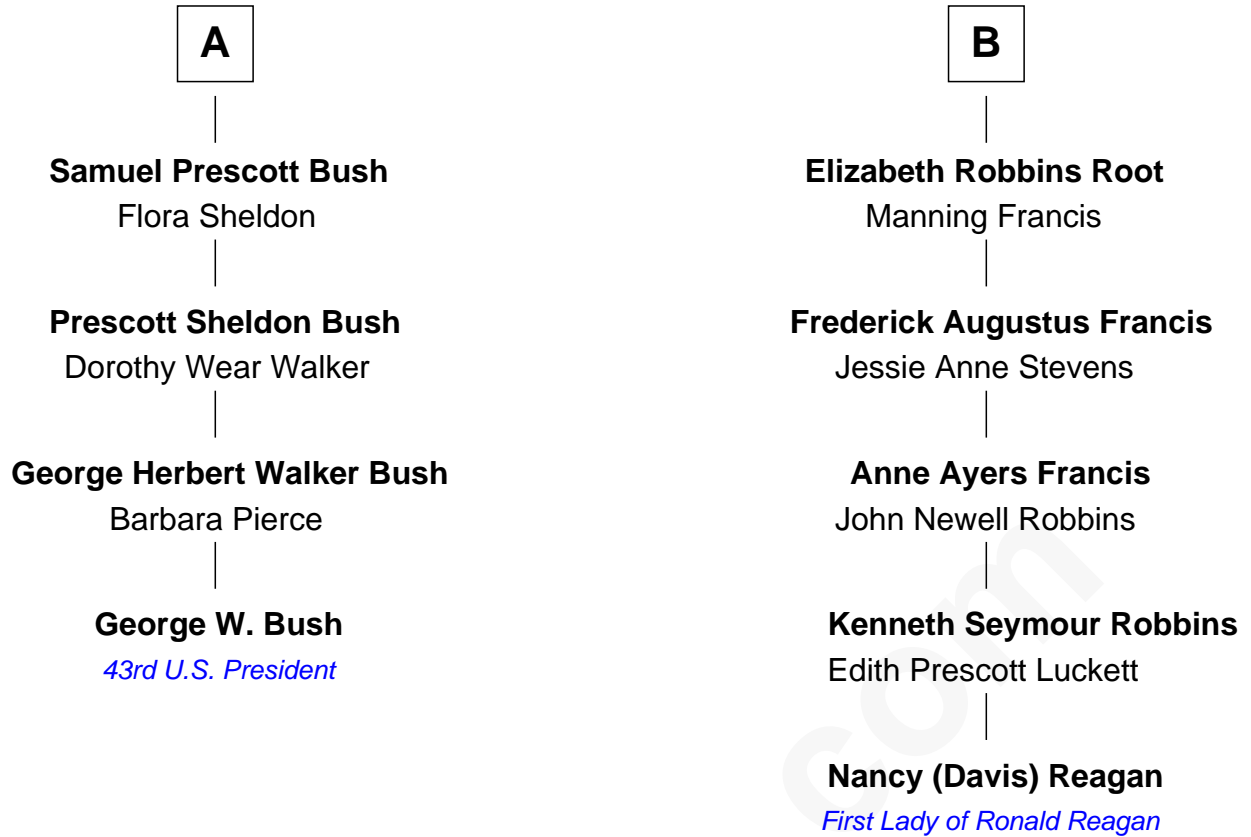 A
Samuel Prescott Bush
Flora Sheldon
Prescott Sheldon Bush
Dorothy Wear Walker
George Herbert Walker Bush
Barbara Pierce
George W. Bush
43rd U.S. President
B
Elizabeth Robbins Root
Manning Francis
Frederick Augustus Francis
Jessie Anne Stevens
Anne Ayers Francis
John Newell Robbins
Kenneth Seymour Robbins
Edith Prescott Luckett
Nancy (Davis) Reagan
First Lady of Ronald Reagan
com